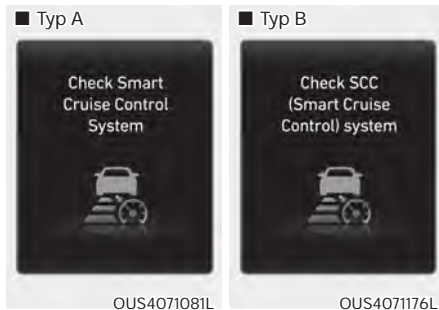 ■ Typ A
Check Smart
Cruise Control
System
OUS4071081L
■ Typ B
Check SCC
(Smart Cruise
Control) system
OUS4071176L